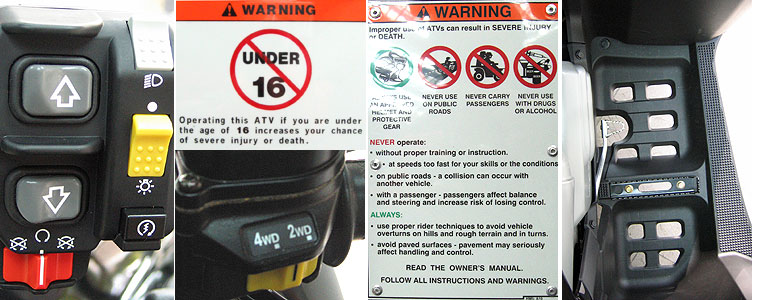 WARNING
UNDER
16
Operating this ATV if you are under
the age of 16 increases your chance
of severe injury or death.
4WD 2WD
WARNING
Improper use of ATVs can result in SEVERE INJURY
or DEATH.
ALWAYS USE
AN APPROVED
HELMET AND
PROTECTIVE
GEAR
NEVER USE
ON PUBLIC
ROADS
NEVER CARRY
PASSENGERS
NEVER USE
WITH DRUGS
OR ALCOHOL
NEVER operate:
• without proper training or instruction.
• at speeds too fast for your skills or the conditions
• on public roads - a collision can occur with
another vehicle.
• with a passenger - passengers affect balance
and steering and increase risk of losing control.
ALWAYS:
• use proper rider techniques to avoid vehicle
overturns on hills and rough terrain and in turns.
• avoid paved surfaces - pavement may seriously
affect handling and control.
READ THE OWNER'S MANUAL.
FOLLOW ALL INSTRUCTIONS AND WARNINGS.